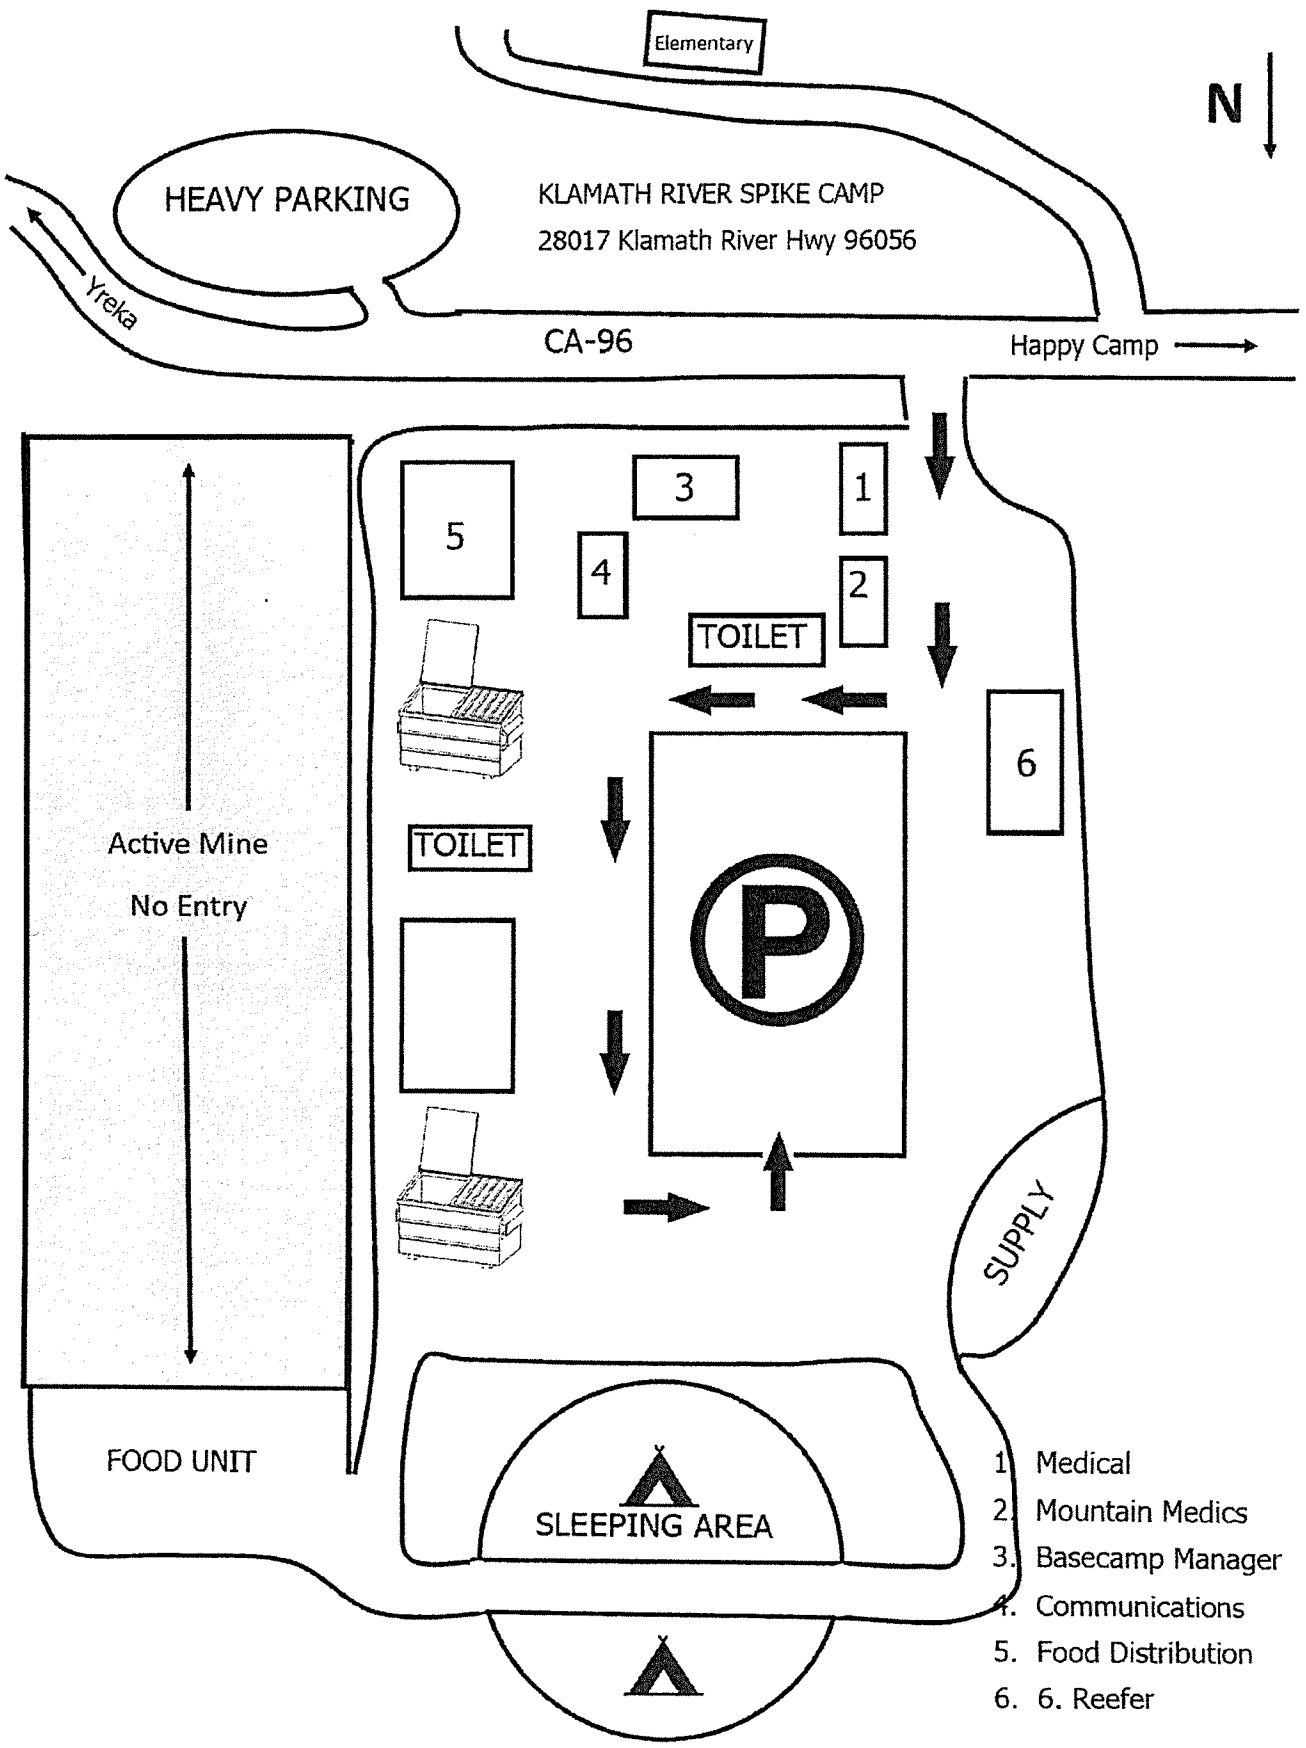 Elementary
N
HEAVY PARKING
KLAMATH RIVER SPIKE CAMP
28017 Klamath River Hwy 96056
Yreka
CA-96
Happy Camp
1
3
5
4
2
TOILET
6
Active Mine
No Entry
TOILET
P
SUPPLY
FOOD UNIT
SLEEPING AREA
1. Medical
2. Mountain Medics
3. Basecamp Manager
4. Communications
5. Food Distribution
6. 6. Reefer